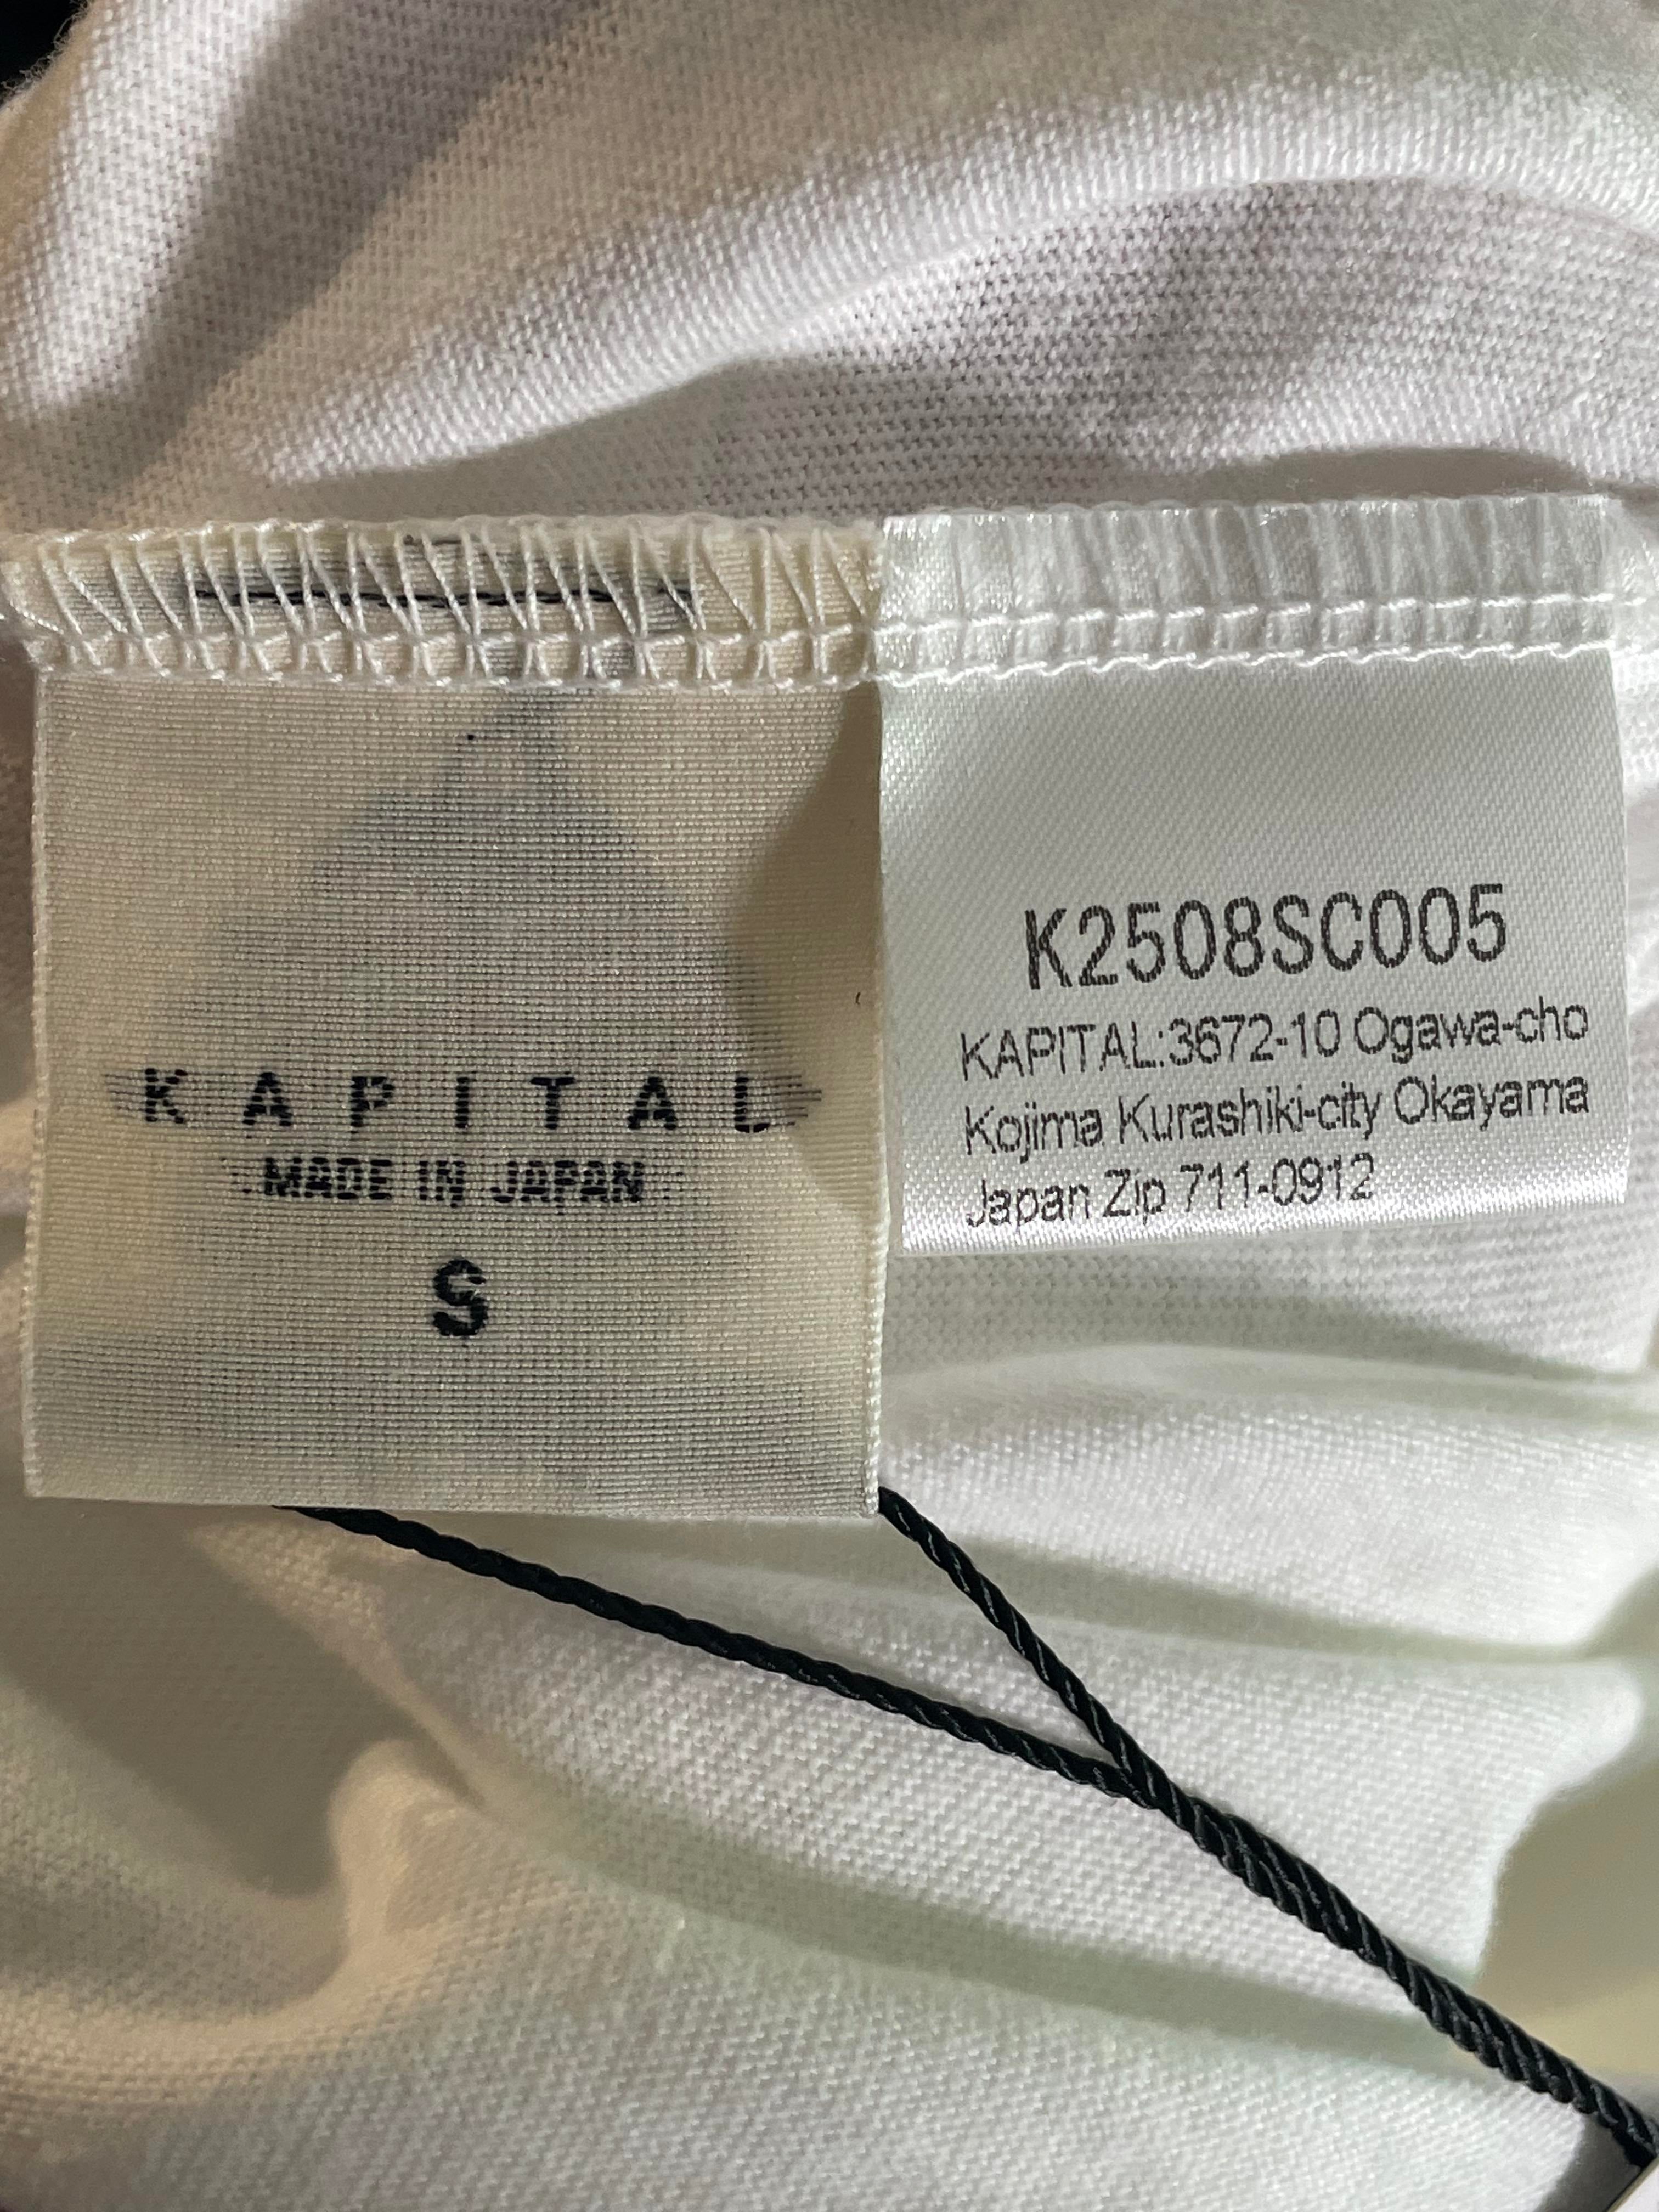 KAPITAL
MADE IN JAPAN
S
K2508SC005
KAPITAL:3672-10 Ogawa-cho
Kojima Kurashiki-city Okayama
Japan Zip 711-0912